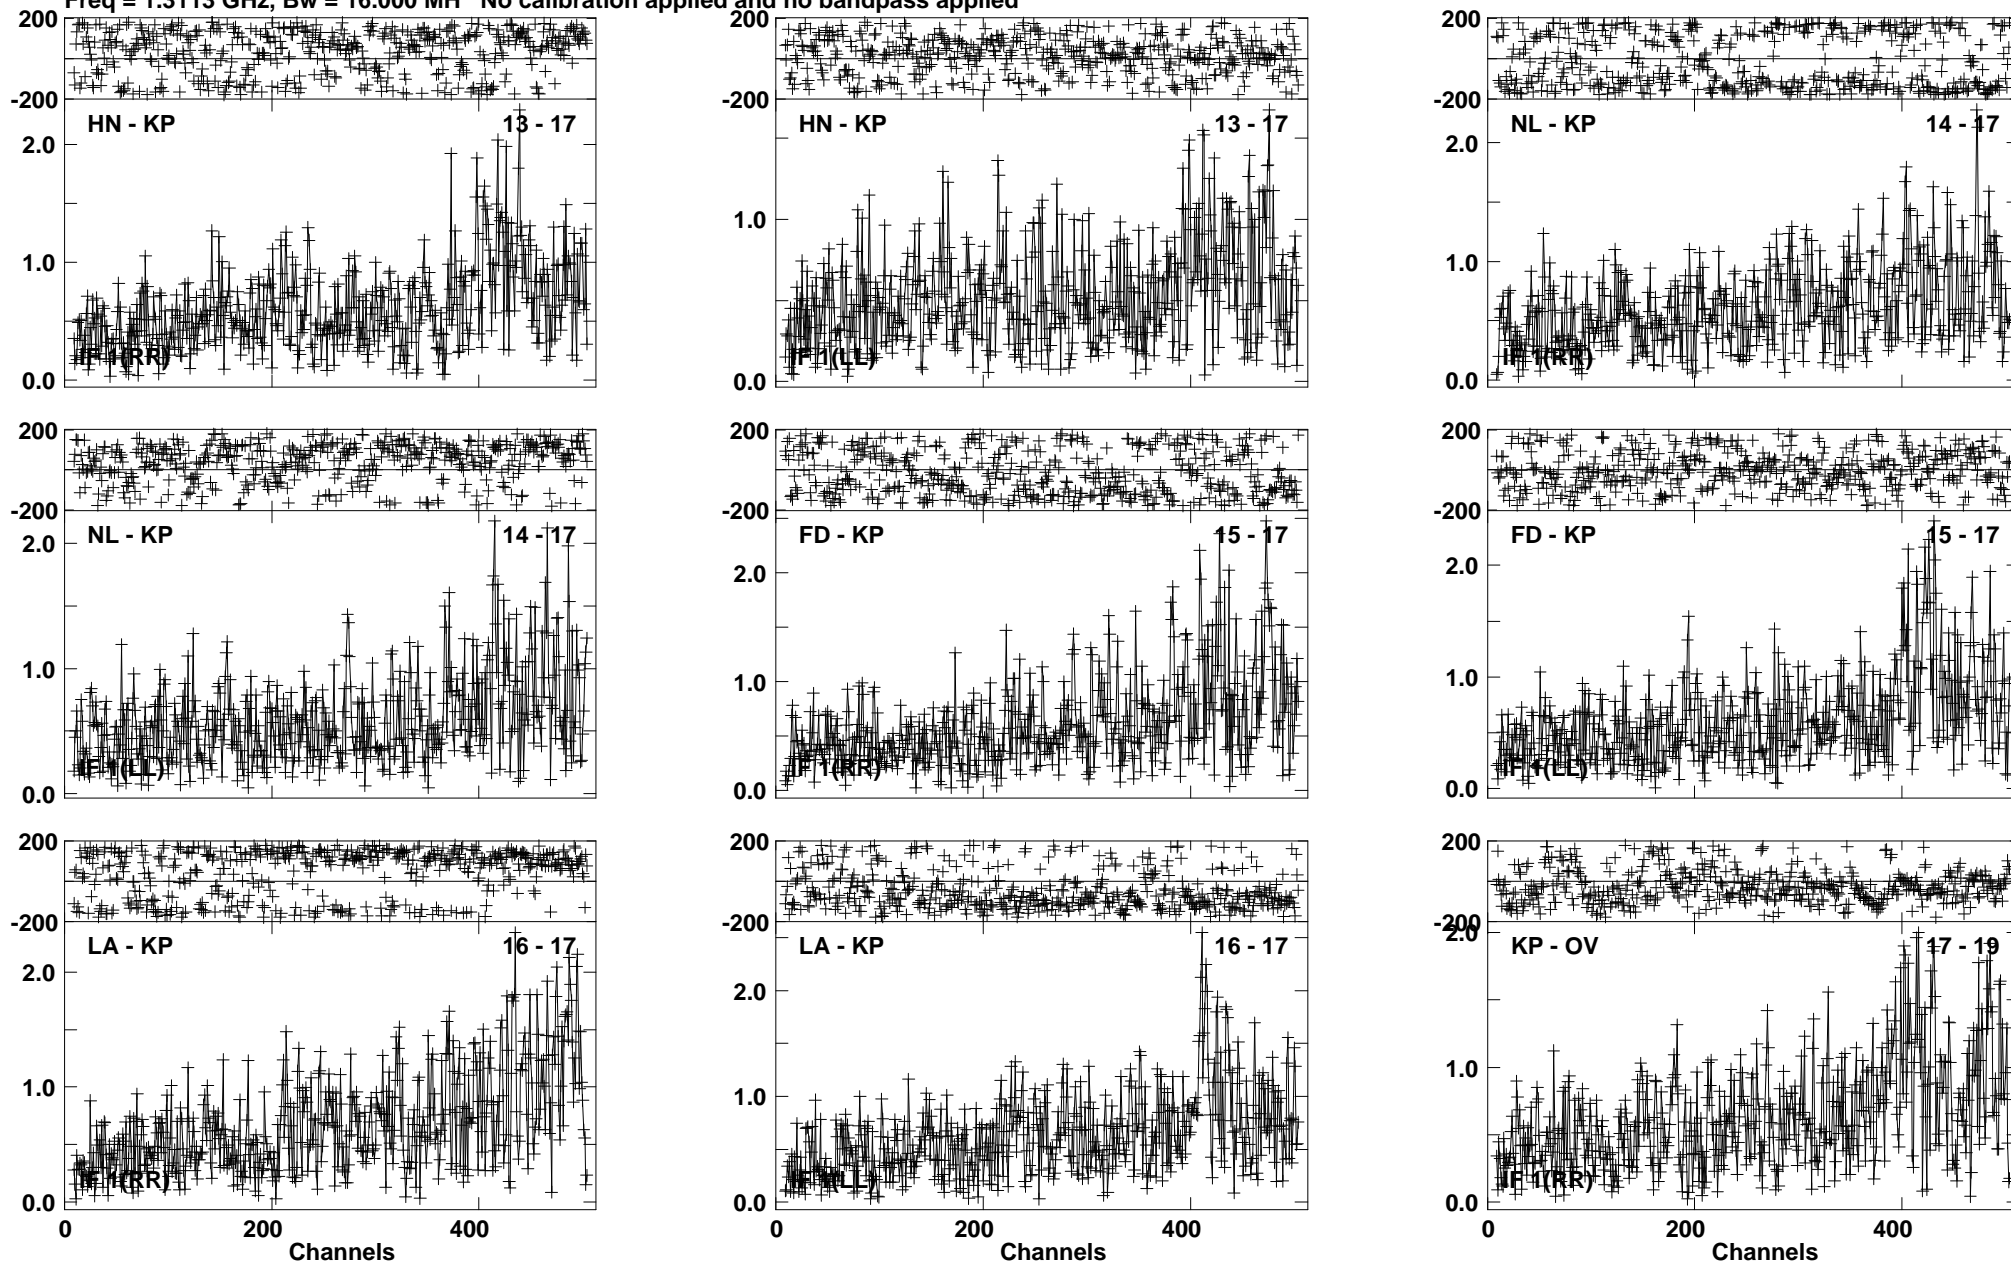 Freq = 1.3113 GHz, Bw = 16.000 MH No calibration applied and no bandpass applied
200
-200
HN - KP 13 - 17
2.0
1.0
0.0
IF 1(RR)
200
-200
HN - KP 13 - 17
1.0
0.0
IF 1(LL)
200
-200
NL - KP 14 - 17
2.0
1.0
0.0
IF 1(RR)
200
-200
NL - KP 14 - 17
2.0
1.0
0.0
IF 1(LL)
200
-200
FD - KP 15 - 17
2.0
1.0
0.0
IF 1(RR)
200
-200
FD - KP 15 - 17
2.0
1.0
0.0
IF 1(LL)
200
-200
LA - KP 16 - 17
2.0
1.0
0.0
IF 1(RR)
0 200 400
Channels
200
-200
LA - KP 16 - 17
2.0
1.0
0.0
IF 1(LL)
0 200 400
Channels
200
-200
2.0
KP - OV 17 - 19
1.0
0.0
IF 1(RR)
0 200 400
Channels